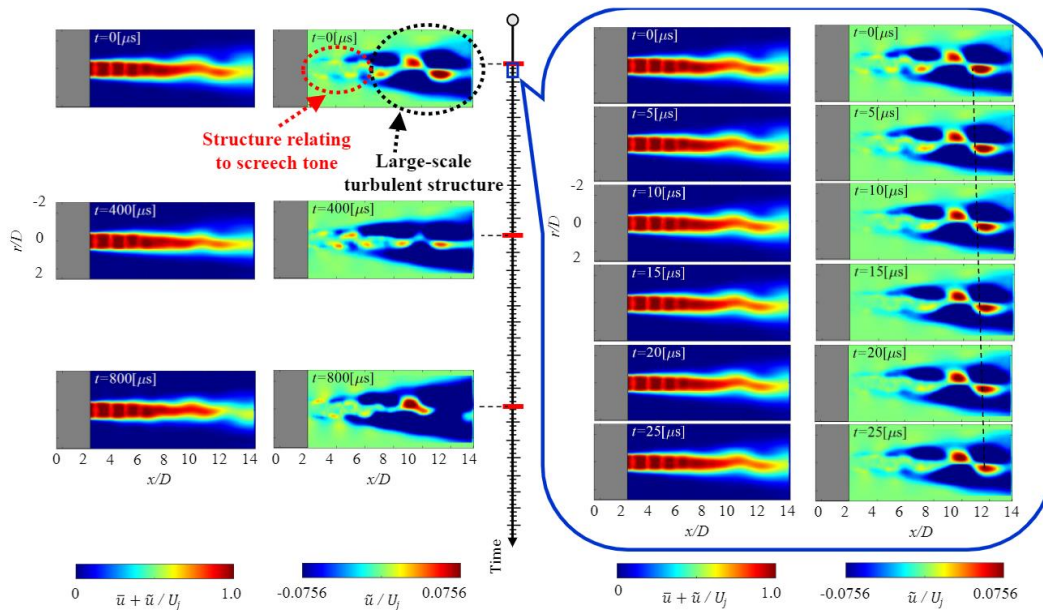 t=0[μs]
t=0[μs]
Structure relating
to screech tone
Large-scale
turbulent structure
-2
r/D
0
2
t=400[μs]
t=400[μs]
t=800[μs]
t=800[μs]
0 2 4 6 8 10 12 14
x/D
0 2 4 6 8 10 12 14
x/D
Time
t=0[μs]
t=0[μs]
t=5[μs]
t=5[μs]
-2
r/D
0
2
t=10[μs]
t=10[μs]
t=15[μs]
t=15[μs]
t=20[μs]
t=20[μs]
t=25[μs]
t=25[μs]
0 2 4 6 8 10 12 14
x/D
0 2 4 6 8 10 12 14
x/D
0 1.0
ū + ũ / U_j
-0.0756 0.0756
ũ / U_j
0 1.0
ū + ũ / U_j
-0.0756 0.0756
ũ / U_j